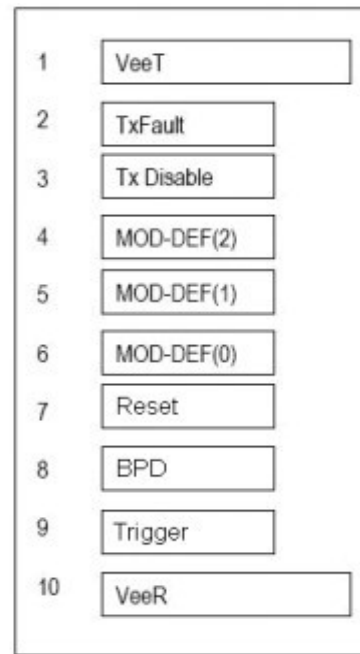 1 VeeT
2 TxFault
3 Tx Disable
4 MOD-DEF(2)
5 MOD-DEF(1)
6 MOD-DEF(0)
7 Reset
8 BPD
9 Trigger
10 VeeR